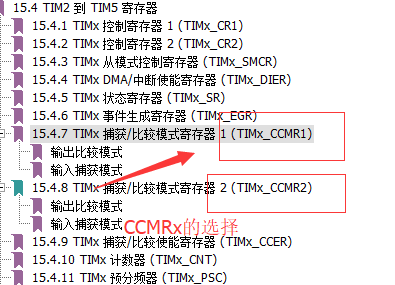 15.4 TIM2 到 TIM5 寄存器
15.4.1 TIMx 控制寄存器 1 (TIMx_CR1)
15.4.2 TIMx 控制寄存器 2 (TIMx_CR2)
15.4.3 TIMx 从模式控制寄存器 (TIMx_SMCR)
15.4.4 TIMx DMA/中断使能寄存器 (TIMx_DIER)
15.4.5 TIMx 状态寄存器 (TIMx_SR)
15.4.6 TIMx 事件生成寄存器 (TIMx_EGR)
15.4.7 TIMx 捕获/比较模式寄存器 1 (TIMx_CCMR1)
输出比较模式
输入捕获模式
15.4.8 TIMx 捕获/比较模式寄存器 2 (TIMx_CCMR2)
输出比较模式
输入捕获模式
CCMRx的选择
15.4.9 TIMx 捕获/比较使能寄存器 (TIMx_CCER)
15.4.10 TIMx 计数器 (TIMx_CNT)
15.4.11 TIMx 预分频器 (TIMx_PSC)